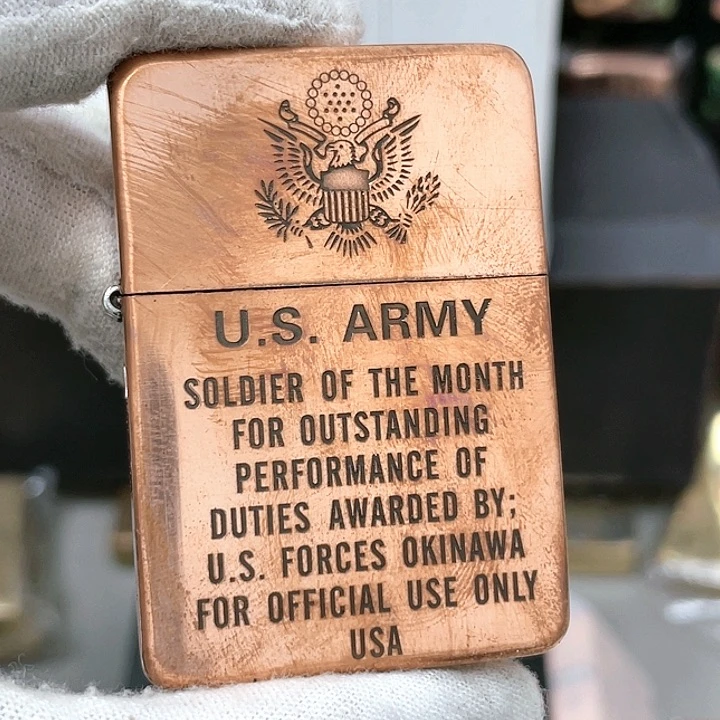 U.S. ARMY
SOLDIER OF THE MONTH
FOR OUTSTANDING
PERFORMANCE OF
DUTIES AWARDED BY;
U.S. FORCES OKINAWA
FOR OFFICIAL USE ONLY
USA